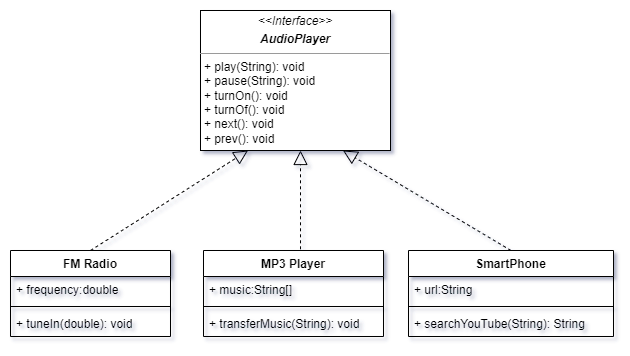 <<Interface>>
AudioPlayer
+ play(String): void
+ pause(String): void
+ turnOn(): void
+ turnOf(): void
+ next(): void
+ prev(): void
FM Radio
+ frequency:double
+ tuneIn(double): void
MP3 Player
+ music:String[]
+ transferMusic(String): void
SmartPhone
+ url:String
+ searchYouTube(String): String